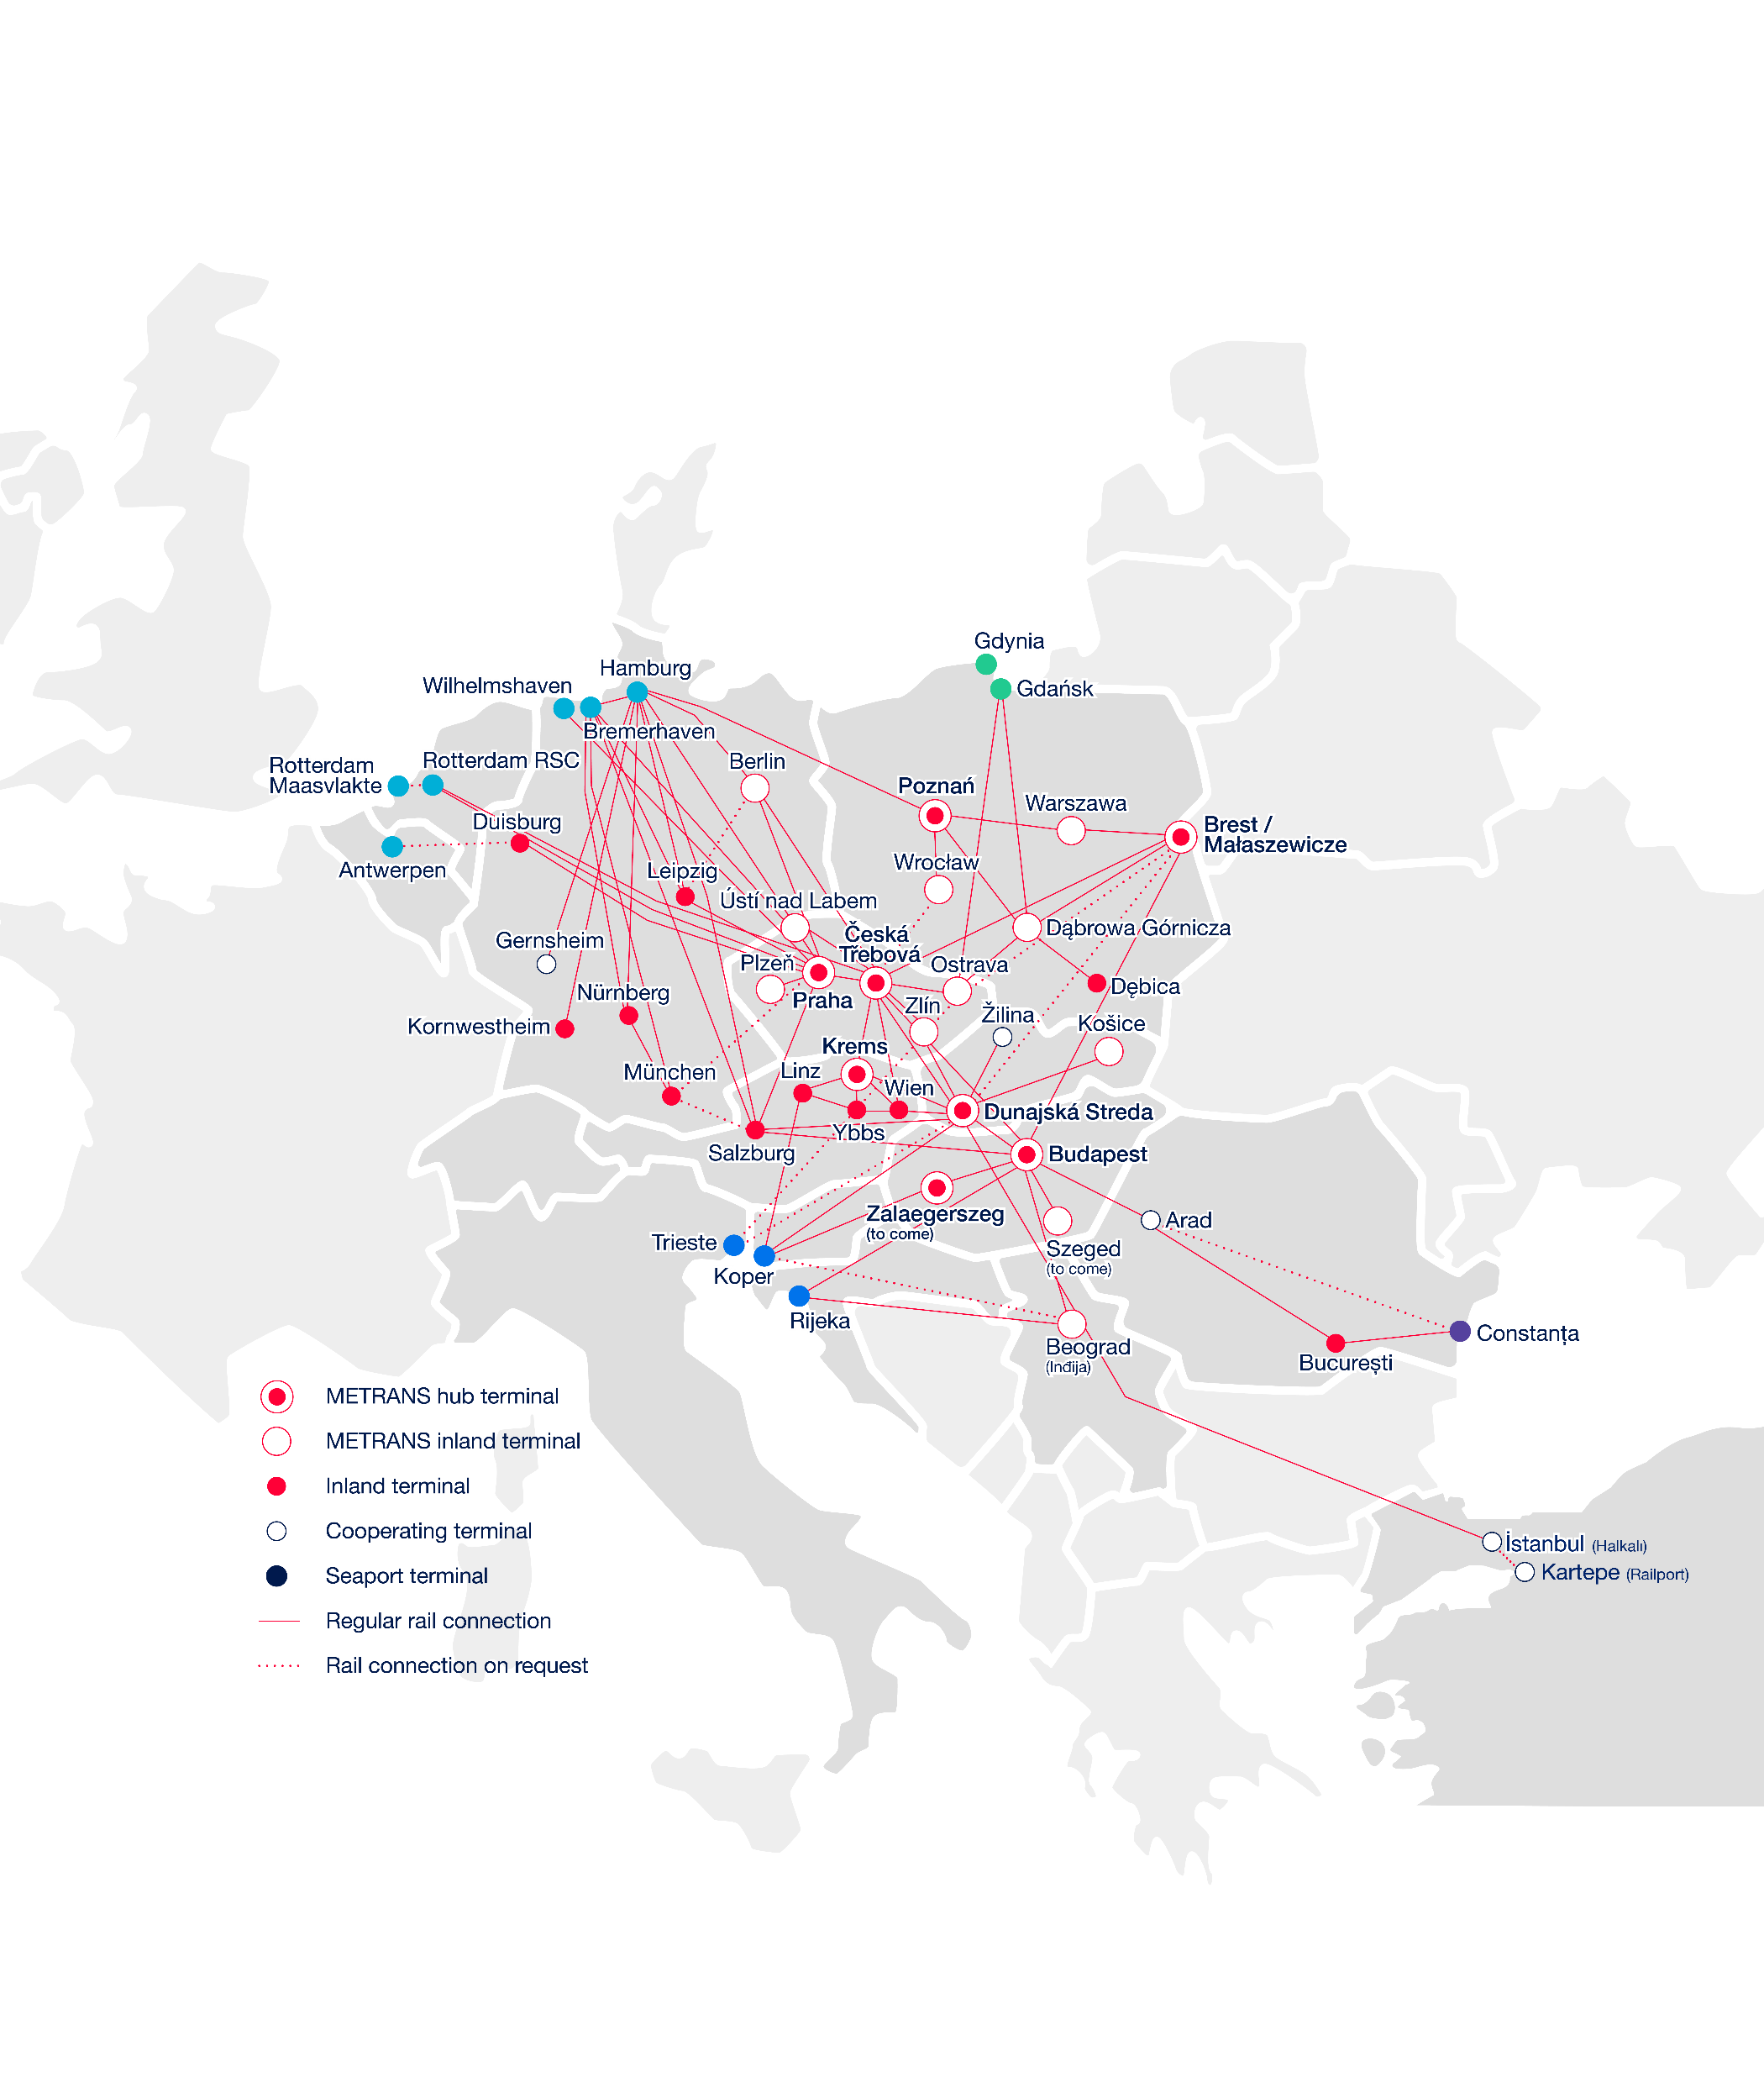 Gdynia
Hamburg
Wilhelmshaven
Gdańsk
Bremerhaven
Rotterdam
Maasvlakte
Rotterdam RSC
Berlin
Poznań
Warszawa
Duisburg
Brest /
Małaszewicze
Antwerpen
Wrocław
Leipzig
Ústí nad Labem
Česká
Třebová
Dąbrowa Górnicza
Gernsheim
Plzeň
Ostrava
Dębica
Praha
Nürnberg
Zlín
Žilina
Košice
Kornwestheim
Krems
München
Linz
Wien
Dunajská Streda
Ybbs
Salzburg
Budapest
Zalaegerszeg
(to come)
Arad
Trieste
Szeged
(to come)
Koper
Rijeka
Beograd
(Inđija)
Constanța
București
METRANS hub terminal
METRANS inland terminal
Inland terminal
Cooperating terminal
Seaport terminal
Regular rail connection
Rail connection on request
İstanbul (Halkalı)
Kartepe (Railport)